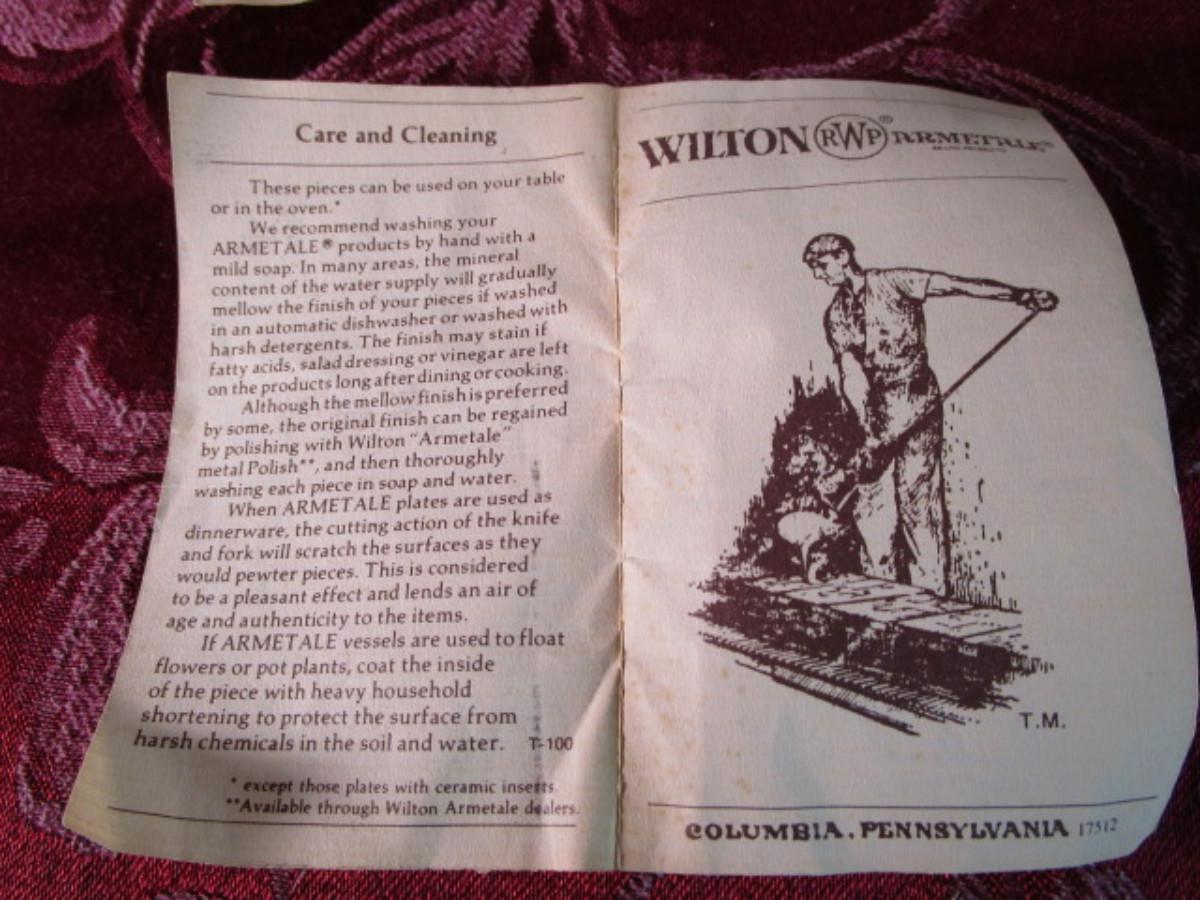 Care and Cleaning
These pieces can be used on your table
or in the oven.*
We recommend washing your
ARMETALE® products by hand with a
mild soap. In many areas, the mineral
content of the water supply will gradually
mellow the finish of your pieces if washed
in an automatic dishwasher or washed with
harsh detergents. The finish may stain if
fatty acids, salad dressing or vinegar are left
on the products long after dining or cooking.
Although the mellow finish is preferred
by some, the original finish can be regained
by polishing with Wilton "Armetale"
metal Polish**, and then thoroughly
washing each piece in soap and water.
When ARMETALE plates are used as
dinnerware, the cutting action of the knife
and fork will scratch the surfaces as they
would pewter pieces. This is considered
to be a pleasant effect and lends an air of
age and authenticity to the items.
If ARMETALE vessels are used to float
flowers or pot plants, coat the inside
of the piece with heavy household
shortening to protect the surface from
harsh chemicals in the soil and water. T-100
* except those plates with ceramic inserts.
**Available through Wilton Armetale dealers.
WILTON RWP® ARMETALE
T.M.
COLUMBIA, PENNSYLVANIA 17512